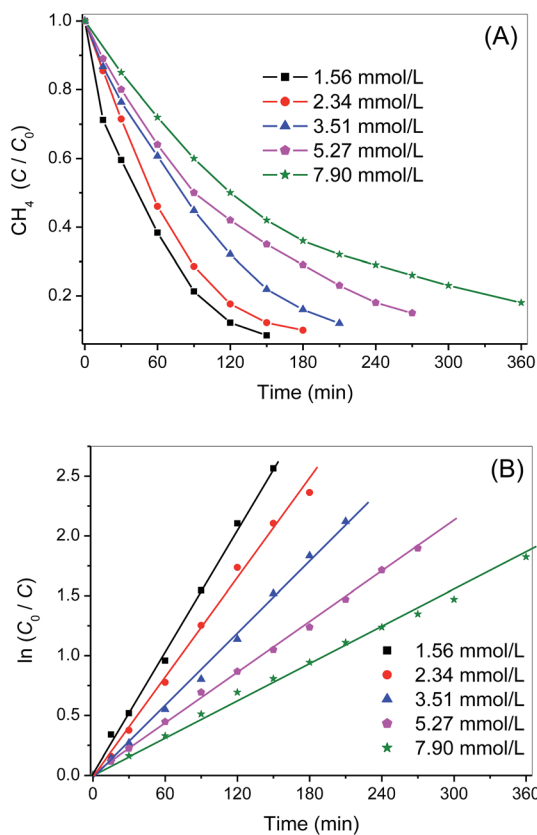 (A)
1.56 mmol/L
2.34 mmol/L
3.51 mmol/L
5.27 mmol/L
7.90 mmol/L
CH4 (C / C0)
1.0
0.8
0.6
0.4
0.2
0 60 120 180 240 300 360
Time (min)
(B)
ln (C0 / C)
2.5
2.0
1.5
1.0
0.5
0.0
1.56 mmol/L
2.34 mmol/L
3.51 mmol/L
5.27 mmol/L
7.90 mmol/L
0 60 120 180 240 300 360
Time (min)